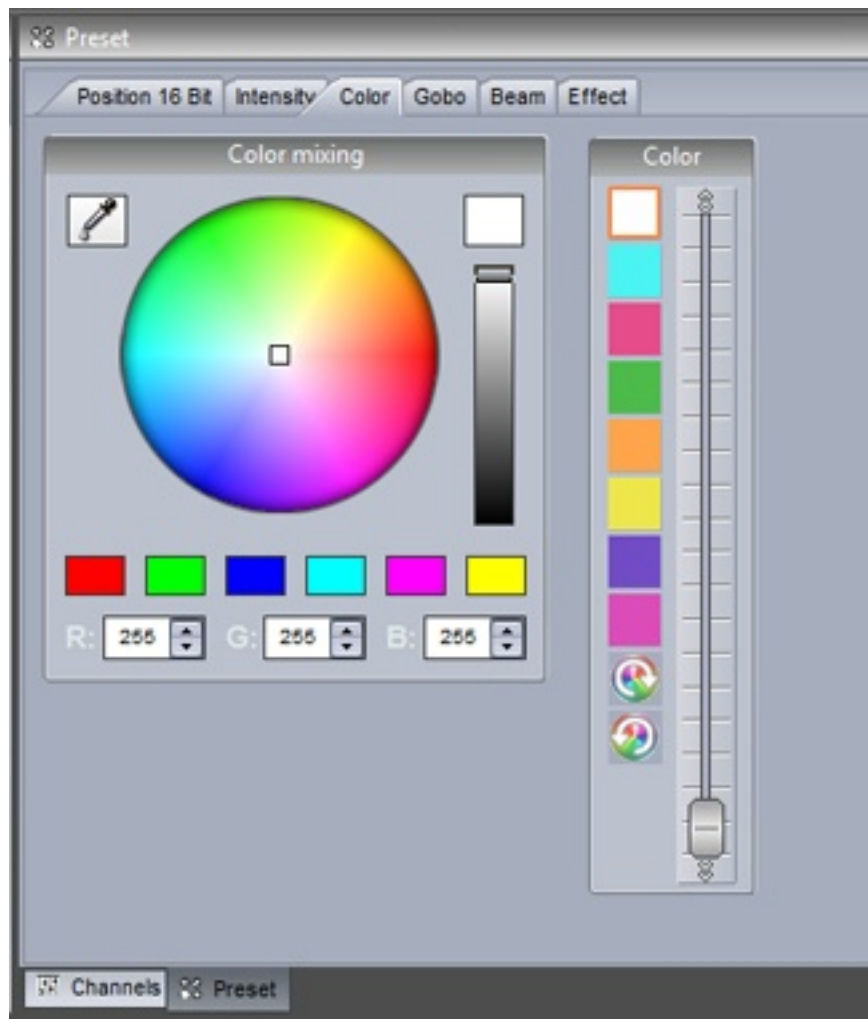 Preset
Position 16 Bit Intensity Color Gobo Beam Effect
Color mixing
Color
R: 255 G: 255 B: 255
Channels Preset